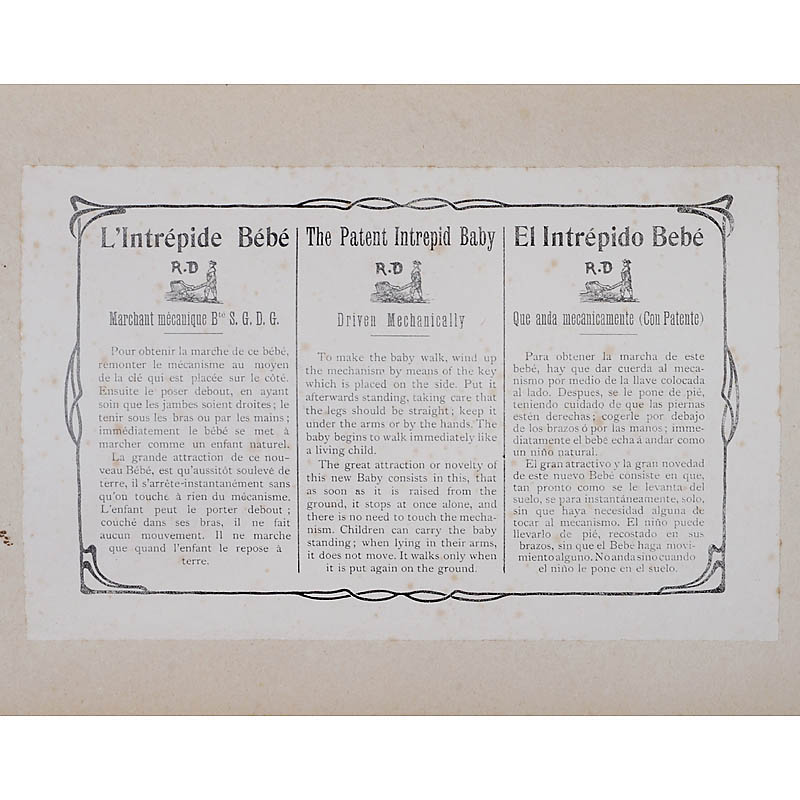 L'Intrépide Bébé
R.D
Marchant mécanique Bté S. G. D. G.
Pour obtenir la marche de ce bébé,
remonter le mécanisme au moyen
de la clé qui est placée sur le côté.
Ensuite le poser debout, en ayant
soin que les jambes soient droites ; le
tenir sous les bras ou par les mains ;
immédiatement le bébé se met à
marcher comme un enfant naturel.
La grande attraction de ce nou-
veau Bébé, est qu'aussitôt soulevé de
terre, il s'arrête-instantanément sans
qu'on touche à rien du mécanisme.
L'enfant peut le porter debout ;
couché dans ses bras, il ne fait
aucun mouvement. Il ne marche
que quand l'enfant le repose à
terre.
The Patent Intrepid Baby
R.D
Driven Mechanically
To make the baby walk, wind up
the mechanism by means of the key
which is placed on the side. Put it
afterwards standing, taking care that
the legs should be straight ; keep it
under the arms or by the hands. The
baby begins to walk immediately like
a living child.
The great attraction or novelty of
this new Baby consists in this, that
as soon as it is raised from the
ground, it stops at once alone, and
there is no need to touch the mecha-
nism. Children can carry the baby
standing ; when lying in their arms,
it does not move. It walks only when
it is put again on the ground.
El Intrépido Bebé
R.D
Que anda mecánicamente (Con Patente)
Para obtener la marcha de este
bebé, hay que dar cuerda al meca-
nismo por medio de la llave colocada
al lado. Despues, se le pone de pié,
teniendo cuidado de que las piernas
estén derechas ; cogerle por debajo
de los brazos ó por las manos ; inme-
diatamente el bebé echa á andar como
un niño natural.
El gran atractivo y la gran novedad
de este nuevo Bebé consiste en que,
tan pronto como se le levanta del
suelo, se para instantáneamente, solo,
sin que haya necesidad alguna de
tocar al mecanismo. El niño puede
llevarlo de pié, recostado en sus
brazos, sin que el Bebé haga movi-
miento alguno. No anda sino cuando
el niño le pone en el suelo.